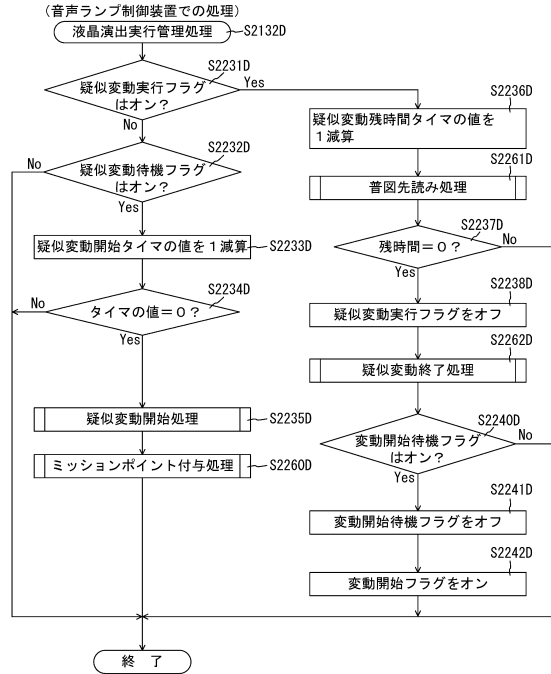 （音声ランプ制御装置での処理）
液晶演出実行管理処理
S2132D
S2231D
疑似変動実行フラグ
はオン？
Yes
No
S2232D
No
疑似変動待機フラグ
はオン？
Yes
疑似変動開始タイマの値を１減算
S2233D
S2234D
No
タイマの値＝０？
Yes
疑似変動開始処理
S2235D
ミッションポイント付与処理
S2260D
S2236D
疑似変動残時間タイマの値を
１減算
S2261D
普図先読み処理
S2237D
残時間＝０？
No
Yes
S2238D
疑似変動実行フラグをオフ
S2262D
疑似変動終了処理
S2240D
変動開始待機フラグ
はオン？
No
Yes
S2241D
変動開始待機フラグをオフ
S2242D
変動開始フラグをオン
終 了